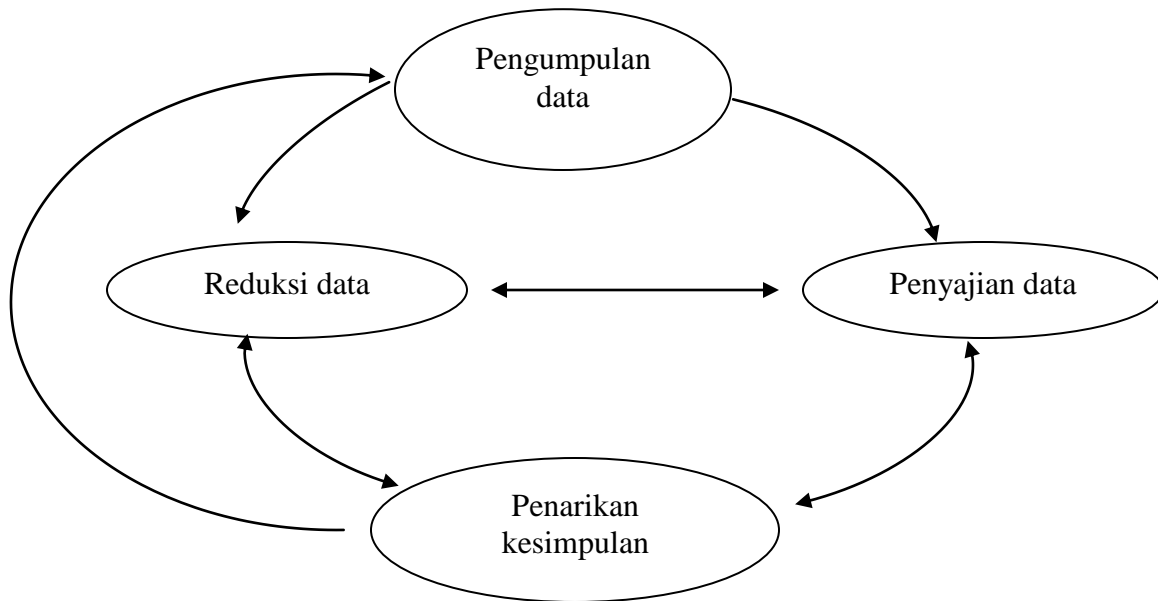 Pengumpulan
data
Reduksi data
Penyajian data
Penarikan
kesimpulan